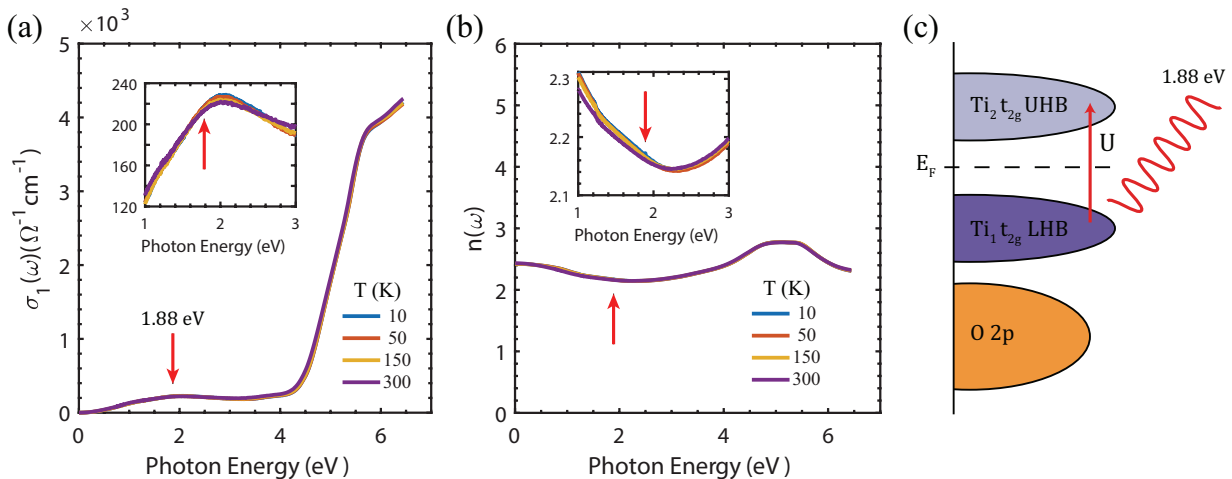 (a)
× 10³
5
4
3
2
1
0
σ₁(ω)(Ω⁻¹cm⁻¹)
0
2
4
6
Photon Energy (eV)
240
200
160
120
1
2
3
Photon Energy (eV)
1.88 eV
T (K)
10
50
150
300
(b)
6
5
4
3
2
1
0
n(ω)
0
2
4
6
Photon Energy (eV)
2.3
2.2
2.1
1
2
3
Photon Energy (eV)
T (K)
10
50
150
300
(c)
1.88 eV
Ti₂ t₂g UHB
U
E_F
Ti₁ t₂g LHB
O 2p